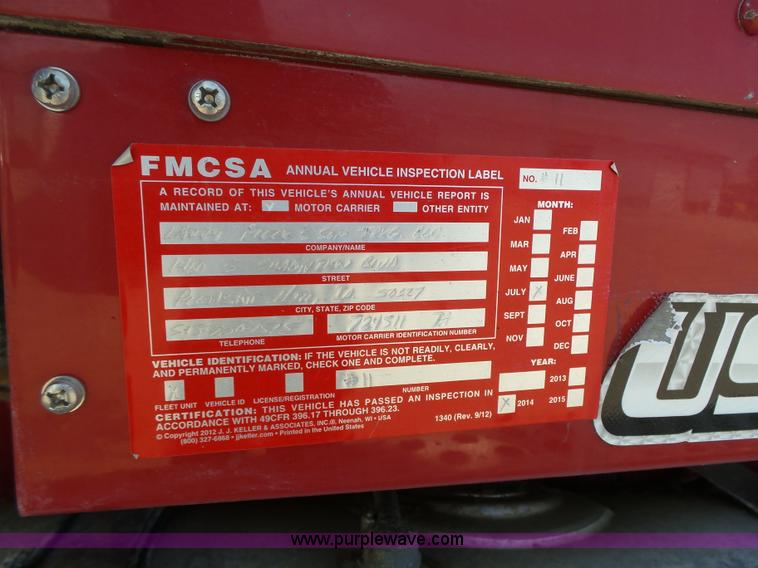 FMCSA ANNUAL VEHICLE INSPECTION LABEL
NO. #11
A RECORD OF THIS VEHICLE'S ANNUAL VEHICLE REPORT IS
MAINTAINED AT: MOTOR CARRIER OTHER ENTITY
COMPANY/NAME
STREET
50327
CITY, STATE, ZIP CODE
TELEPHONE
MOTOR CARRIER IDENTIFICATION NUMBER
VEHICLE IDENTIFICATION: IF THE VEHICLE IS NOT READILY, CLEARLY,
AND PERMANENTLY MARKED, CHECK ONE AND COMPLETE.
X
#11
FLEET UNIT VEHICLE ID LICENSE/REGISTRATION NUMBER
CERTIFICATION: THIS VEHICLE HAS PASSED AN INSPECTION IN
ACCORDANCE WITH 49CFR 396.17 THROUGH 396.23.
© Copyright 2012 J. J. KELLER & ASSOCIATES, INC.®, Neenah, WI • USA
(800) 327-6868 • jjkeller.com • Printed in the United States
1340 (Rev. 9/12)
MONTH:
JAN FEB
MAR APR
MAY JUNE
JULY X AUG
SEPT OCT
NOV DEC
YEAR:
2013
X 2014 2015
US
www.purplewave.com